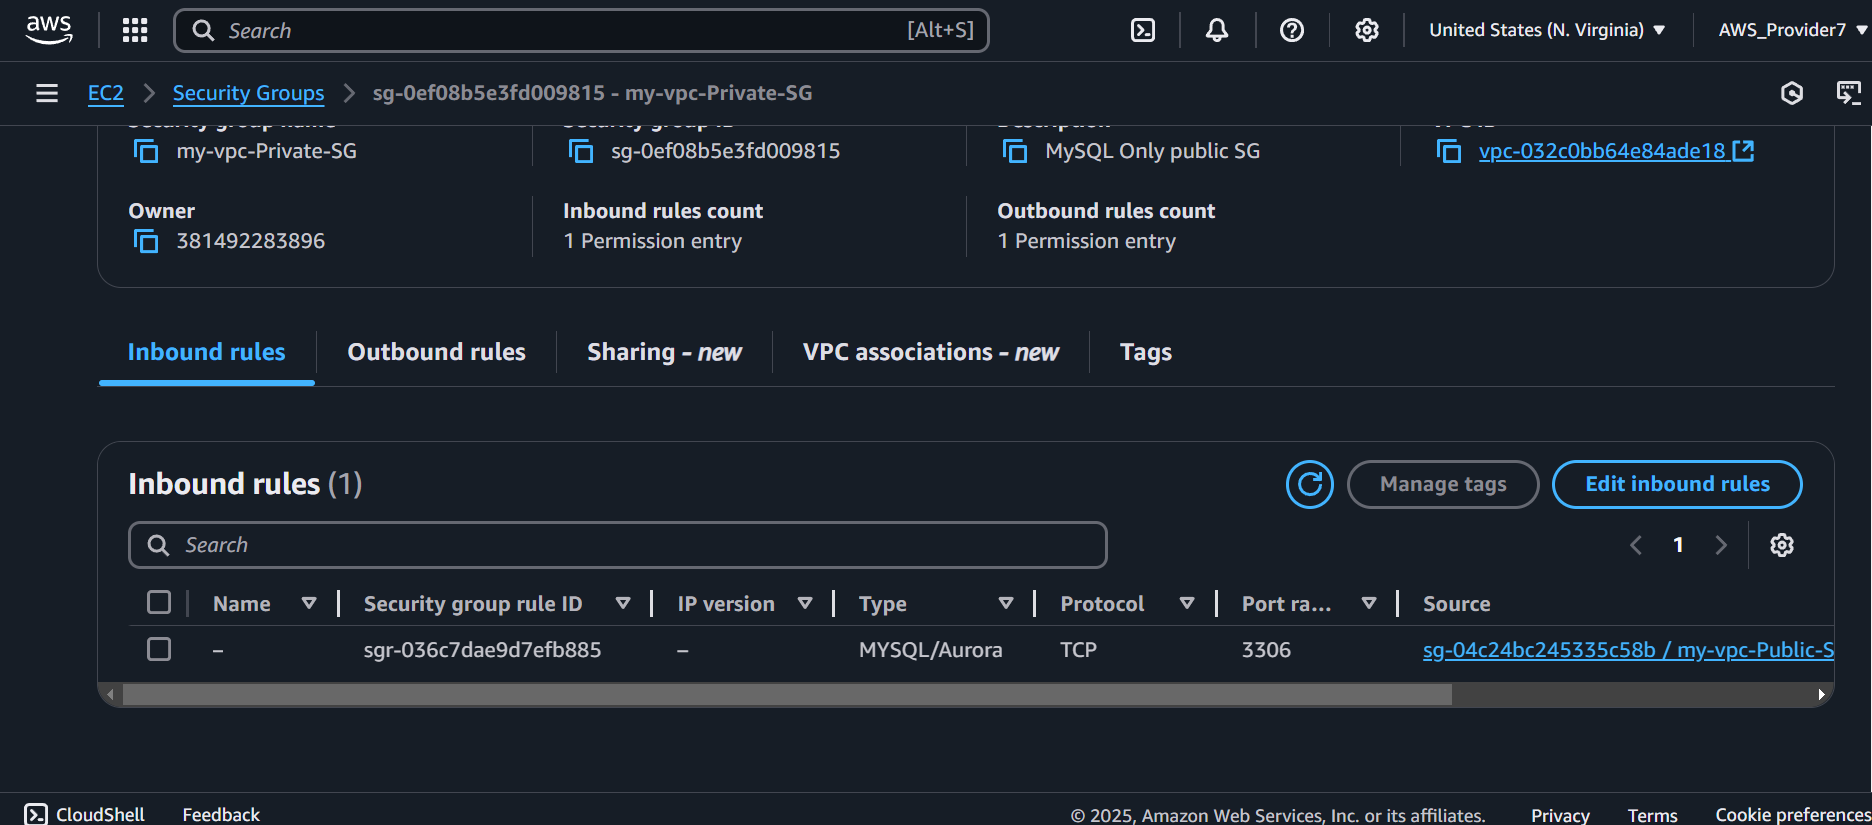 aws Search [Alt+S] United States (N. Virginia) AWS_Provider7
EC2 Security Groups sg-0ef08b5e3fd009815 - my-vpc-Private-SG
my-vpc-Private-SG sg-0ef08b5e3fd009815 MySQL Only public SG vpc-032c0bb64e84ade18
Owner Inbound rules count Outbound rules count
381492283896 1 Permission entry 1 Permission entry
Inbound rules Outbound rules Sharing - new VPC associations - new Tags
Inbound rules (1) Manage tags Edit inbound rules
Search 1
Name Security group rule ID IP version Type Protocol Port ra... Source
– sgr-036c7dae9d7efb885 – MYSQL/Aurora TCP 3306 sg-04c24bc245335c58b / my-vpc-Public-S
CloudShell Feedback © 2025, Amazon Web Services, Inc. or its affiliates. Privacy Terms Cookie preferences